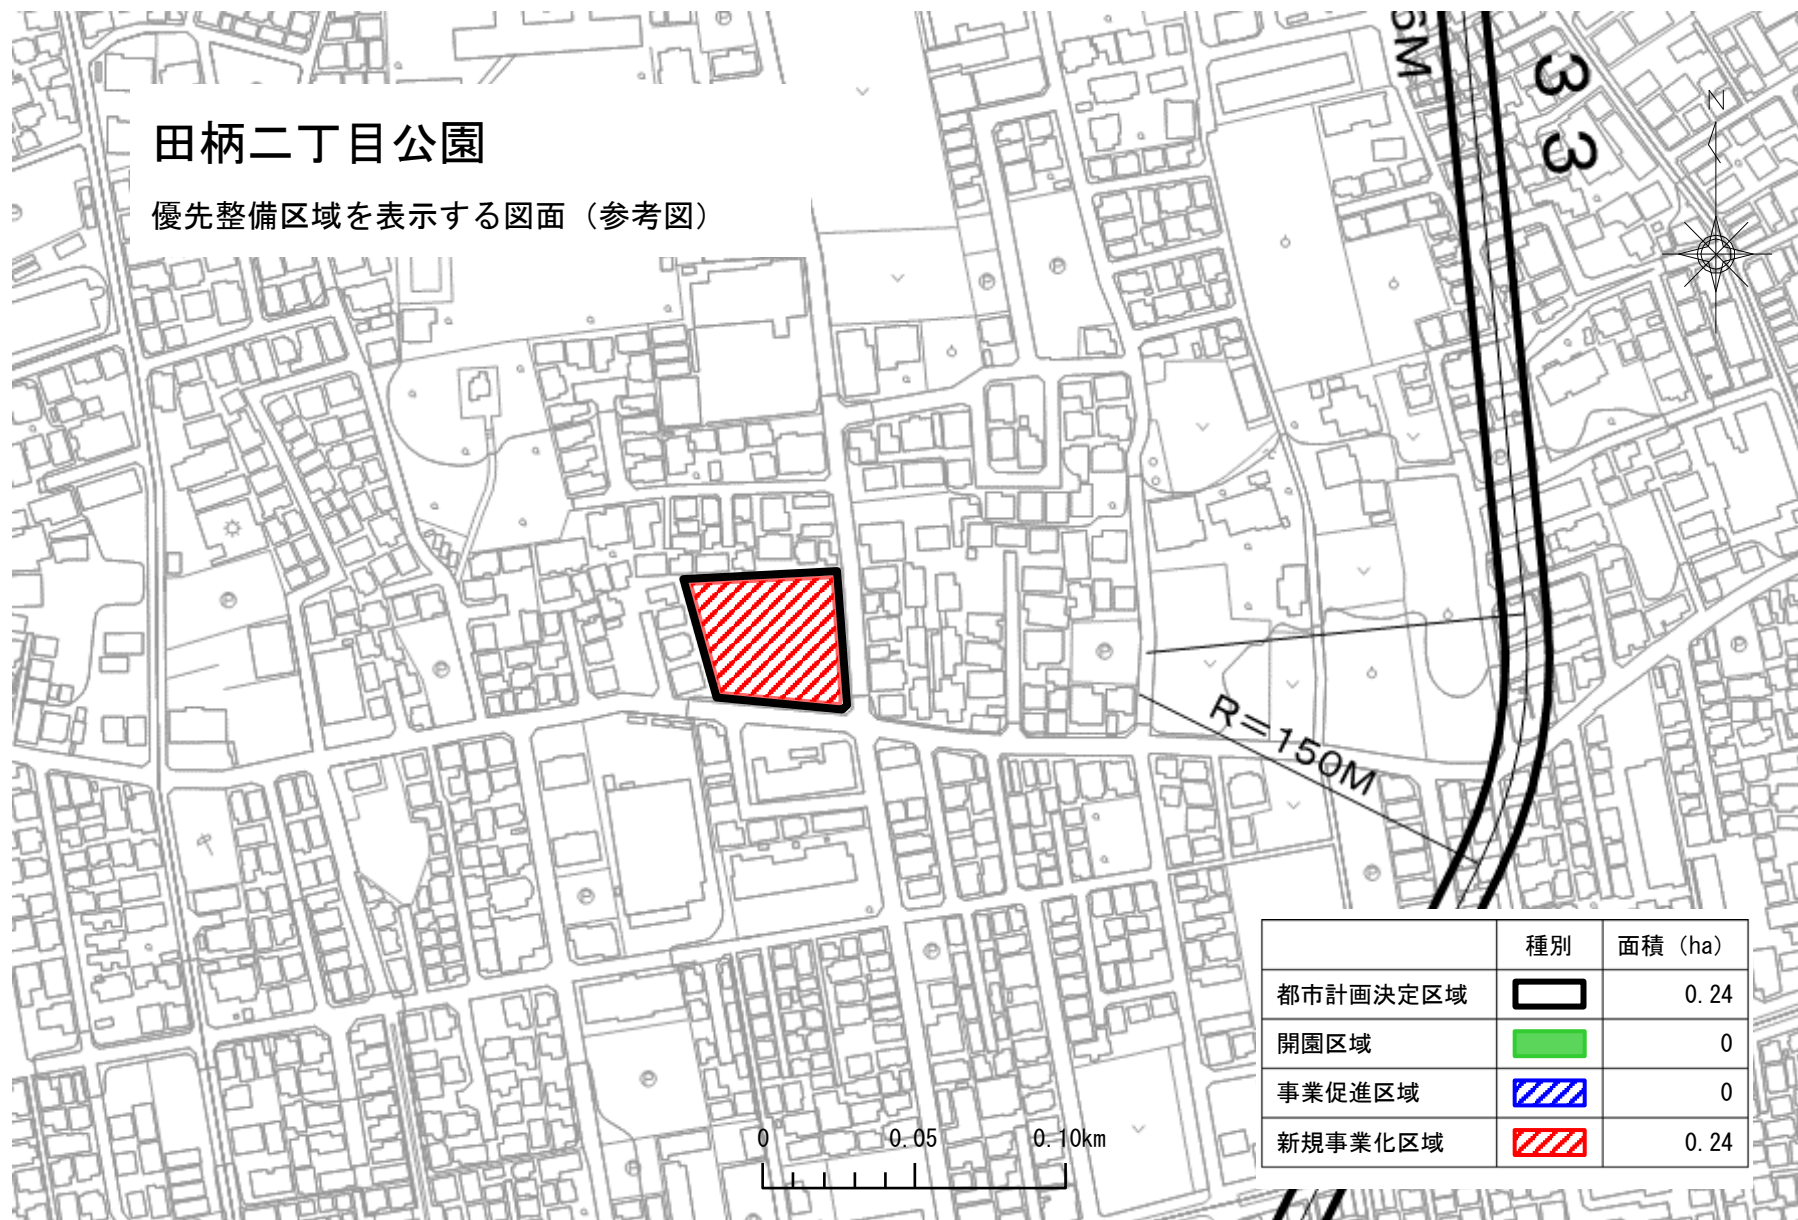 田柄二丁目公園
優先整備区域を表示する図面（参考図）
5M
33
N
R=150M
種別 面積（ha）
都市計画決定区域 0.24
開園区域 0
事業促進区域 0
新規事業化区域 0.24
0 0.05 0.10km